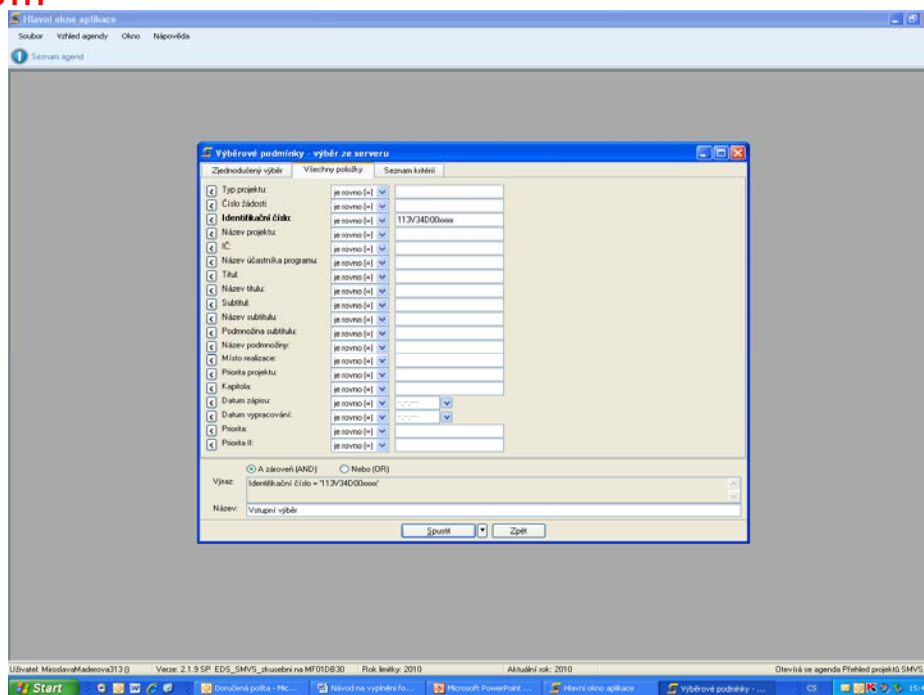 Hlavní okno aplikace
Soubor Vzhled agendy Okno Nápověda
Seznam agend
Výběrové podmínky - výběr ze serveru
Zjednodušený výběr Všechny položky Seznam kritérií
Typ projektu: je rovno (=)
Číslo žádosti: je rovno (=)
Identifikační číslo: je rovno (=) 113V34D00xxxx
Název projektu: je rovno (=)
IČ: je rovno (=)
Název účastníka programu: je rovno (=)
Titul: je rovno (=)
Název titulu: je rovno (=)
Subtitul: je rovno (=)
Název subtitulu: je rovno (=)
Podmnožina subtitulu: je rovno (=)
Název podmnožiny: je rovno (=)
Místo realizace: je rovno (=)
Priorita projektu: je rovno (=)
Kapitola: je rovno (=)
Datum zápisu: je rovno (=)
Datum vypracování: je rovno (=)
Priorita: je rovno (=)
Priorita II: je rovno (=)
A zároveň (AND) Nebo (OR)
Výraz: Identifikační číslo = '113V34D00xxxx'
Název: Vstupní výběr
Spustit Zpět
Uživatel: MiroslavaMaderova313 () Verze: 2.1.9 SP EDS_SMVS_zkusebni na MF01DB30 Rok limitky: 2010 Aktuální rok: 2010 Otevírá se agenda Přehled projektů SMVS
Start Doručená pošta - Mic... Návod na vyplnění fo... Microsoft PowerPoint ... Hlavní okno aplikace Výběrové podmínky - ... CS